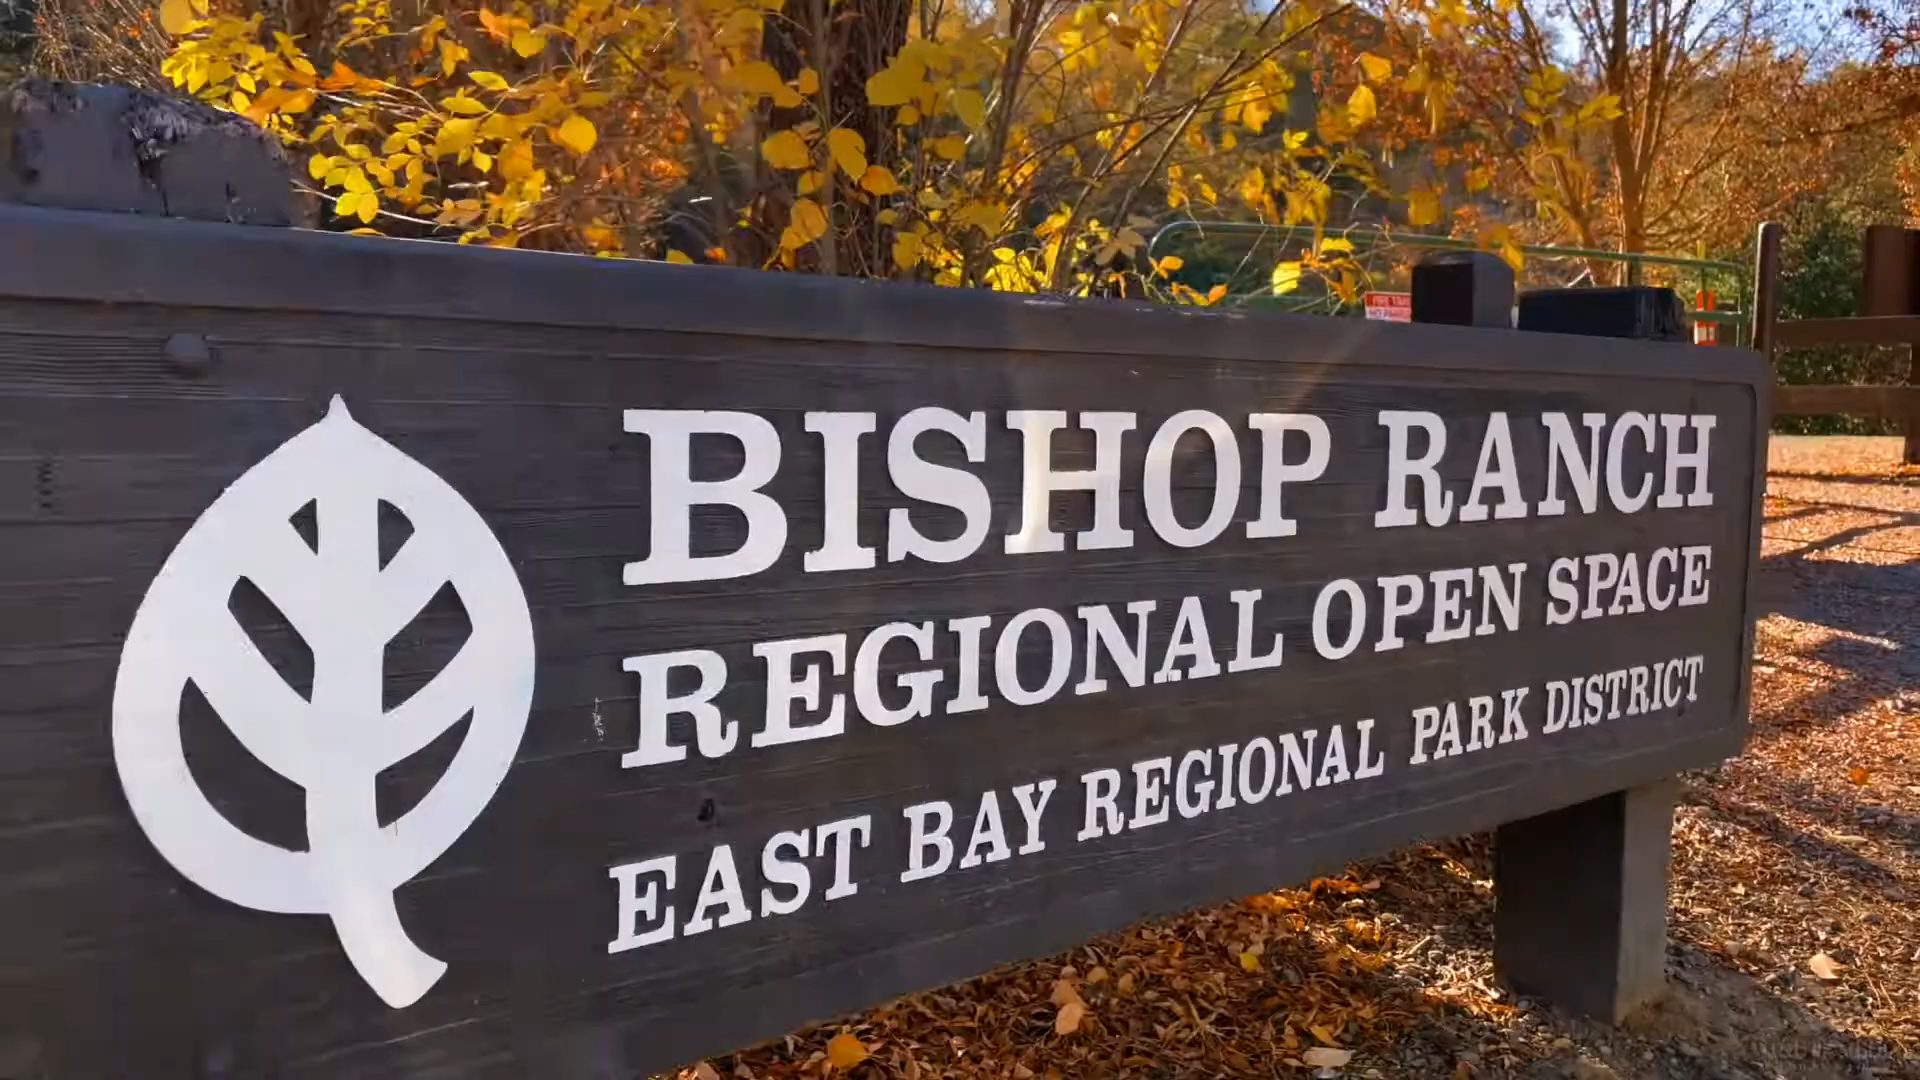 BISHOP RANCH
REGIONAL OPEN SPACE
EAST BAY REGIONAL PARK DISTRICT